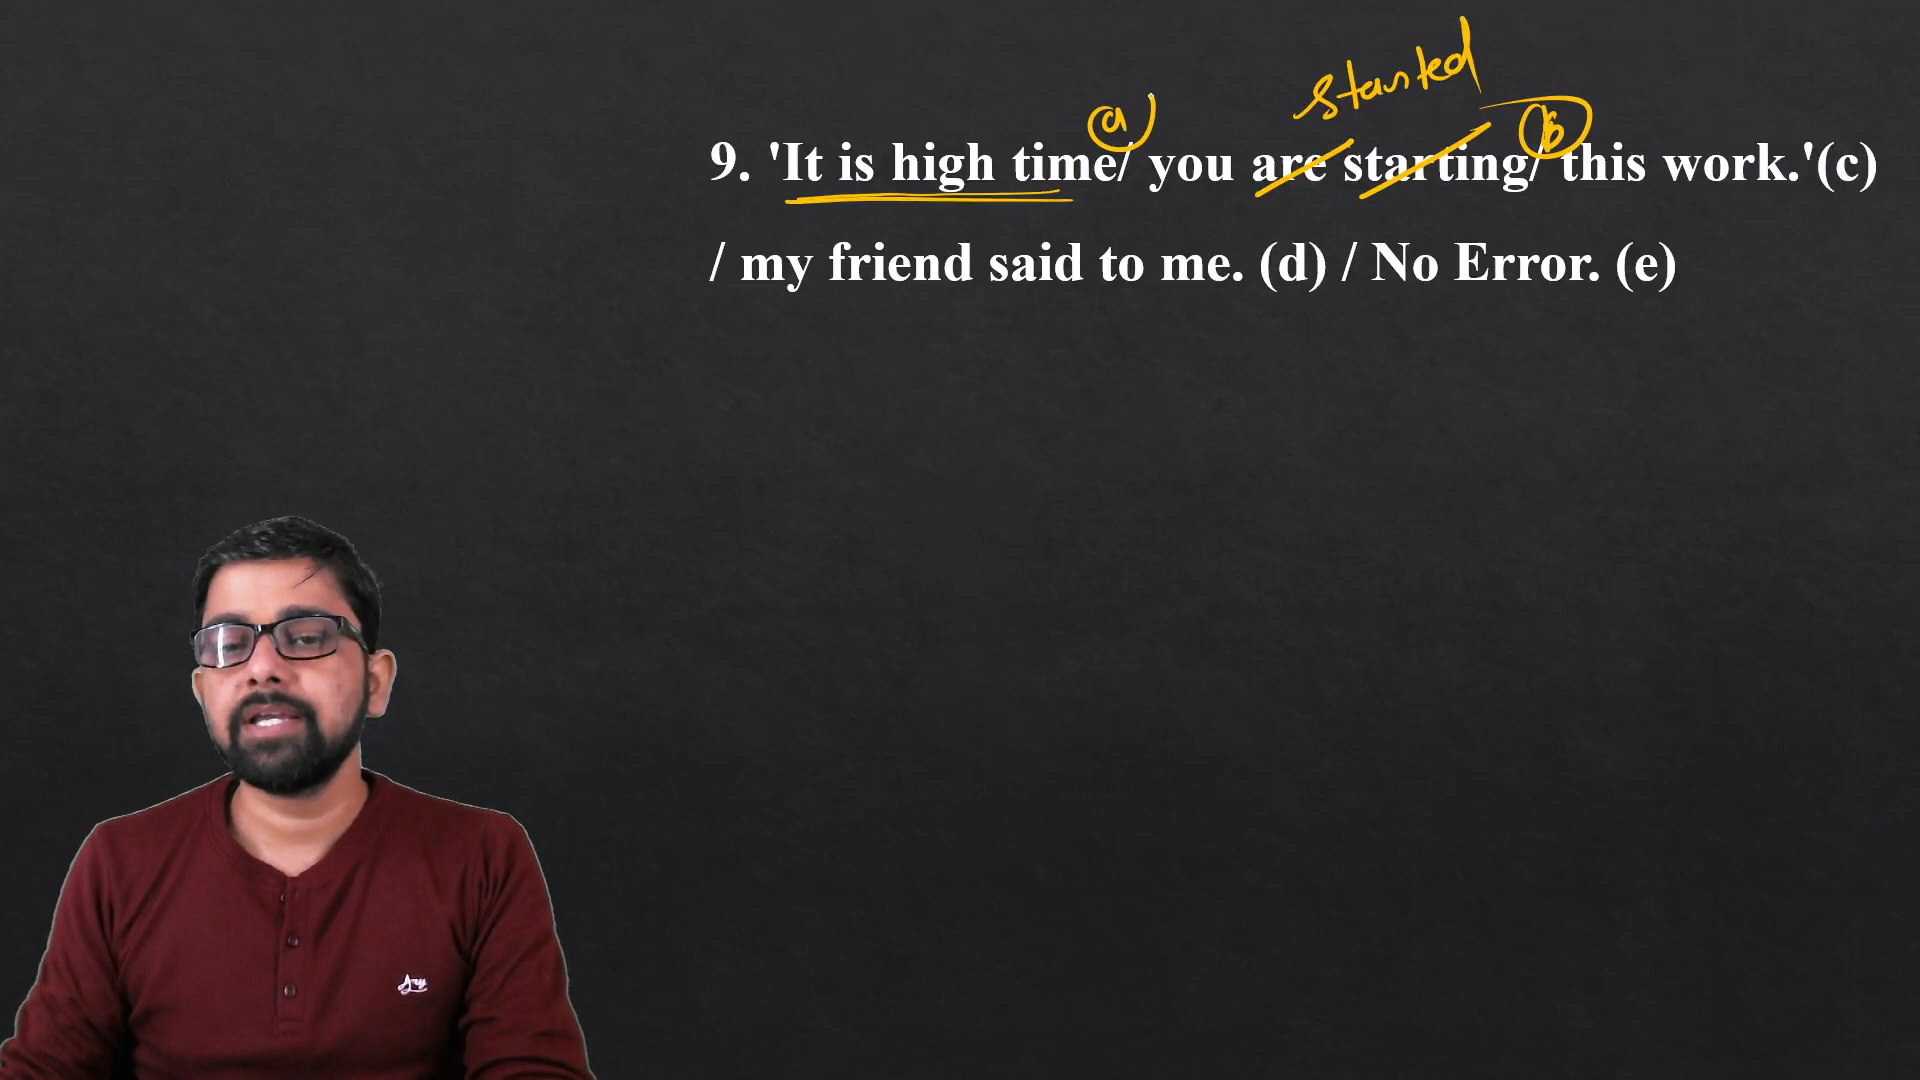 started
(a) (b)
9. 'It is high time/ you are starting/ this work.'(c)
/ my friend said to me. (d) / No Error. (e)